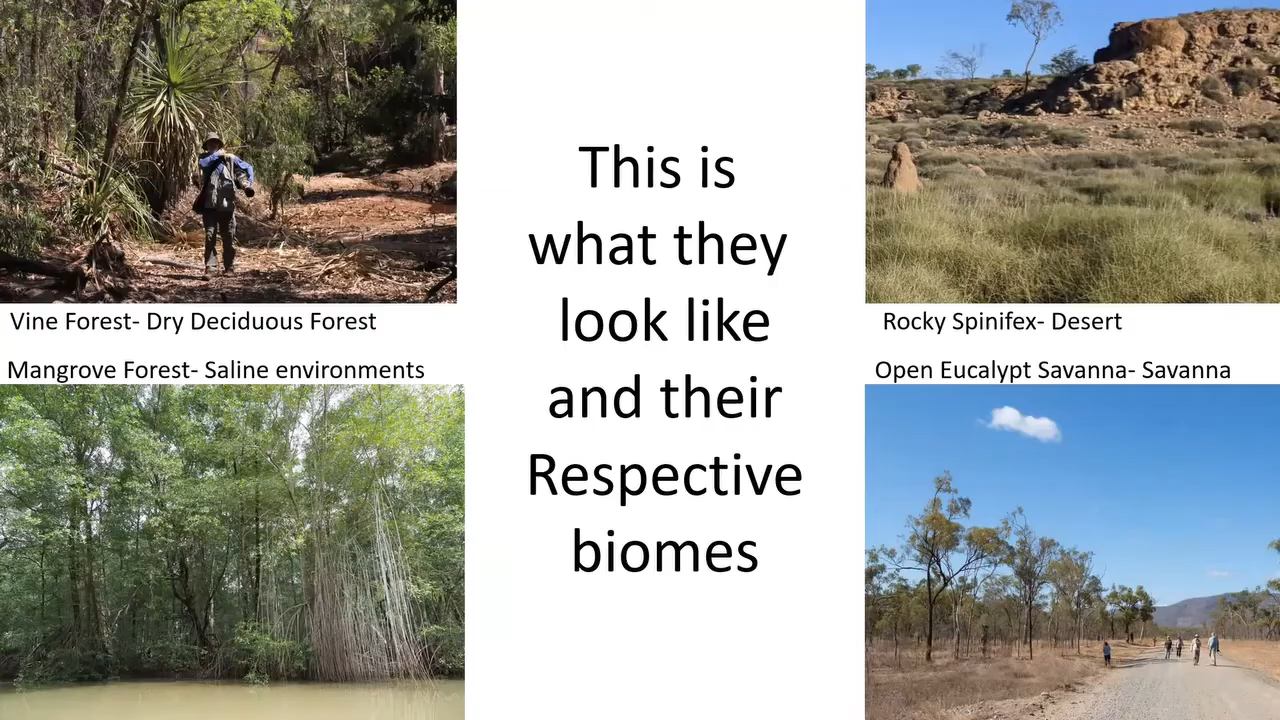 This is
what they
look like
and their
Respective
biomes
Vine Forest- Dry Deciduous Forest
Rocky Spinifex- Desert
Mangrove Forest- Saline environments
Open Eucalypt Savanna- Savanna